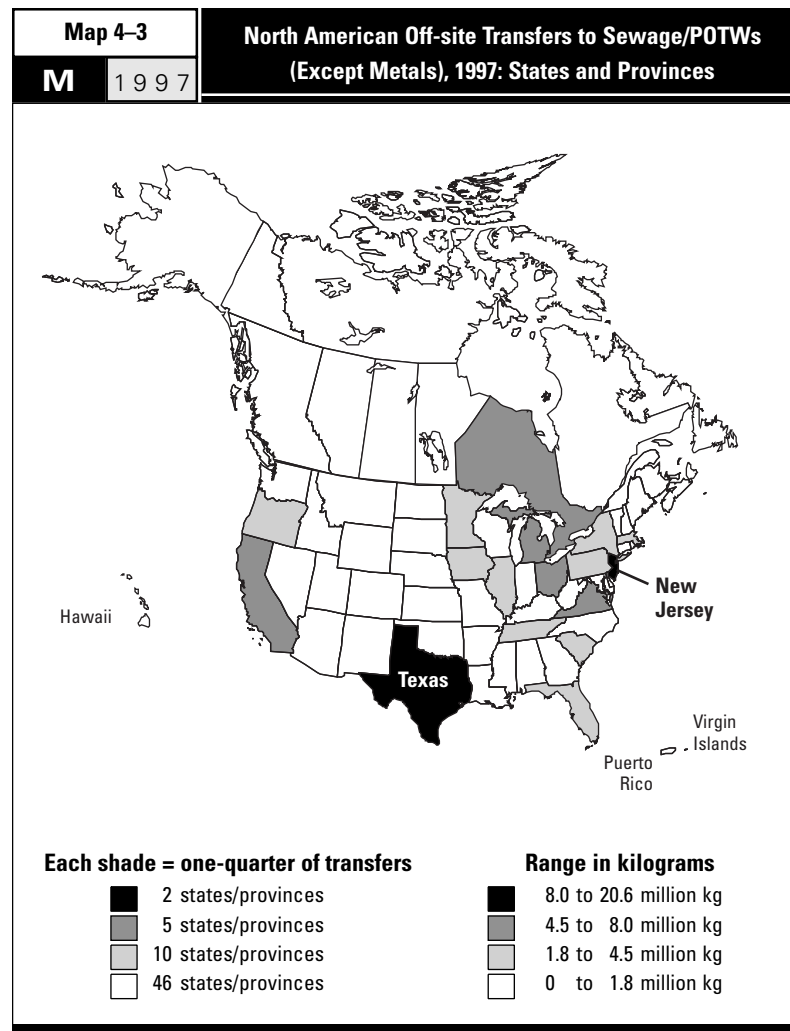 Map 4–3
M 1997
North American Off-site Transfers to Sewage/POTWs
(Except Metals), 1997: States and Provinces
Hawaii
New
Jersey
Texas
Virgin
Islands
Puerto
Rico
Each shade = one-quarter of transfers
2 states/provinces
5 states/provinces
10 states/provinces
46 states/provinces
Range in kilograms
8.0 to 20.6 million kg
4.5 to 8.0 million kg
1.8 to 4.5 million kg
0 to 1.8 million kg